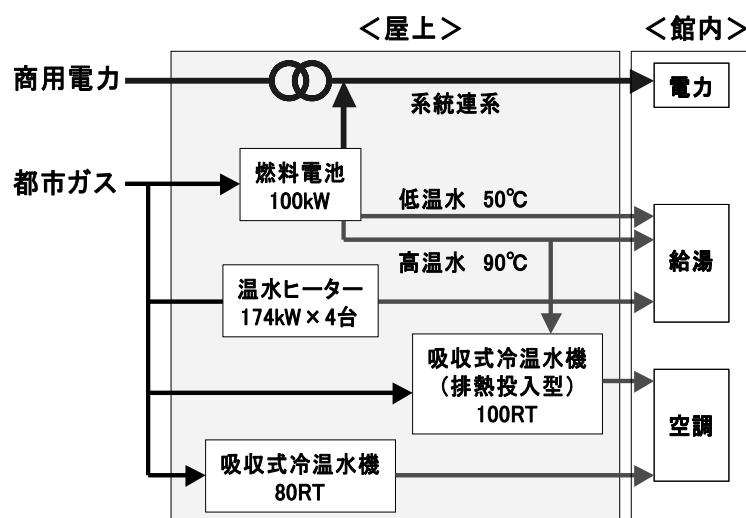 ＜屋上＞
＜館内＞
商用電力
電力
系統連系
都市ガス
燃料電池
100kW
低温水 50℃
高温水 90℃
給湯
温水ヒーター
174kW×4台
吸収式冷温水機
（排熱投入型）
100RT
空調
吸収式冷温水機
80RT